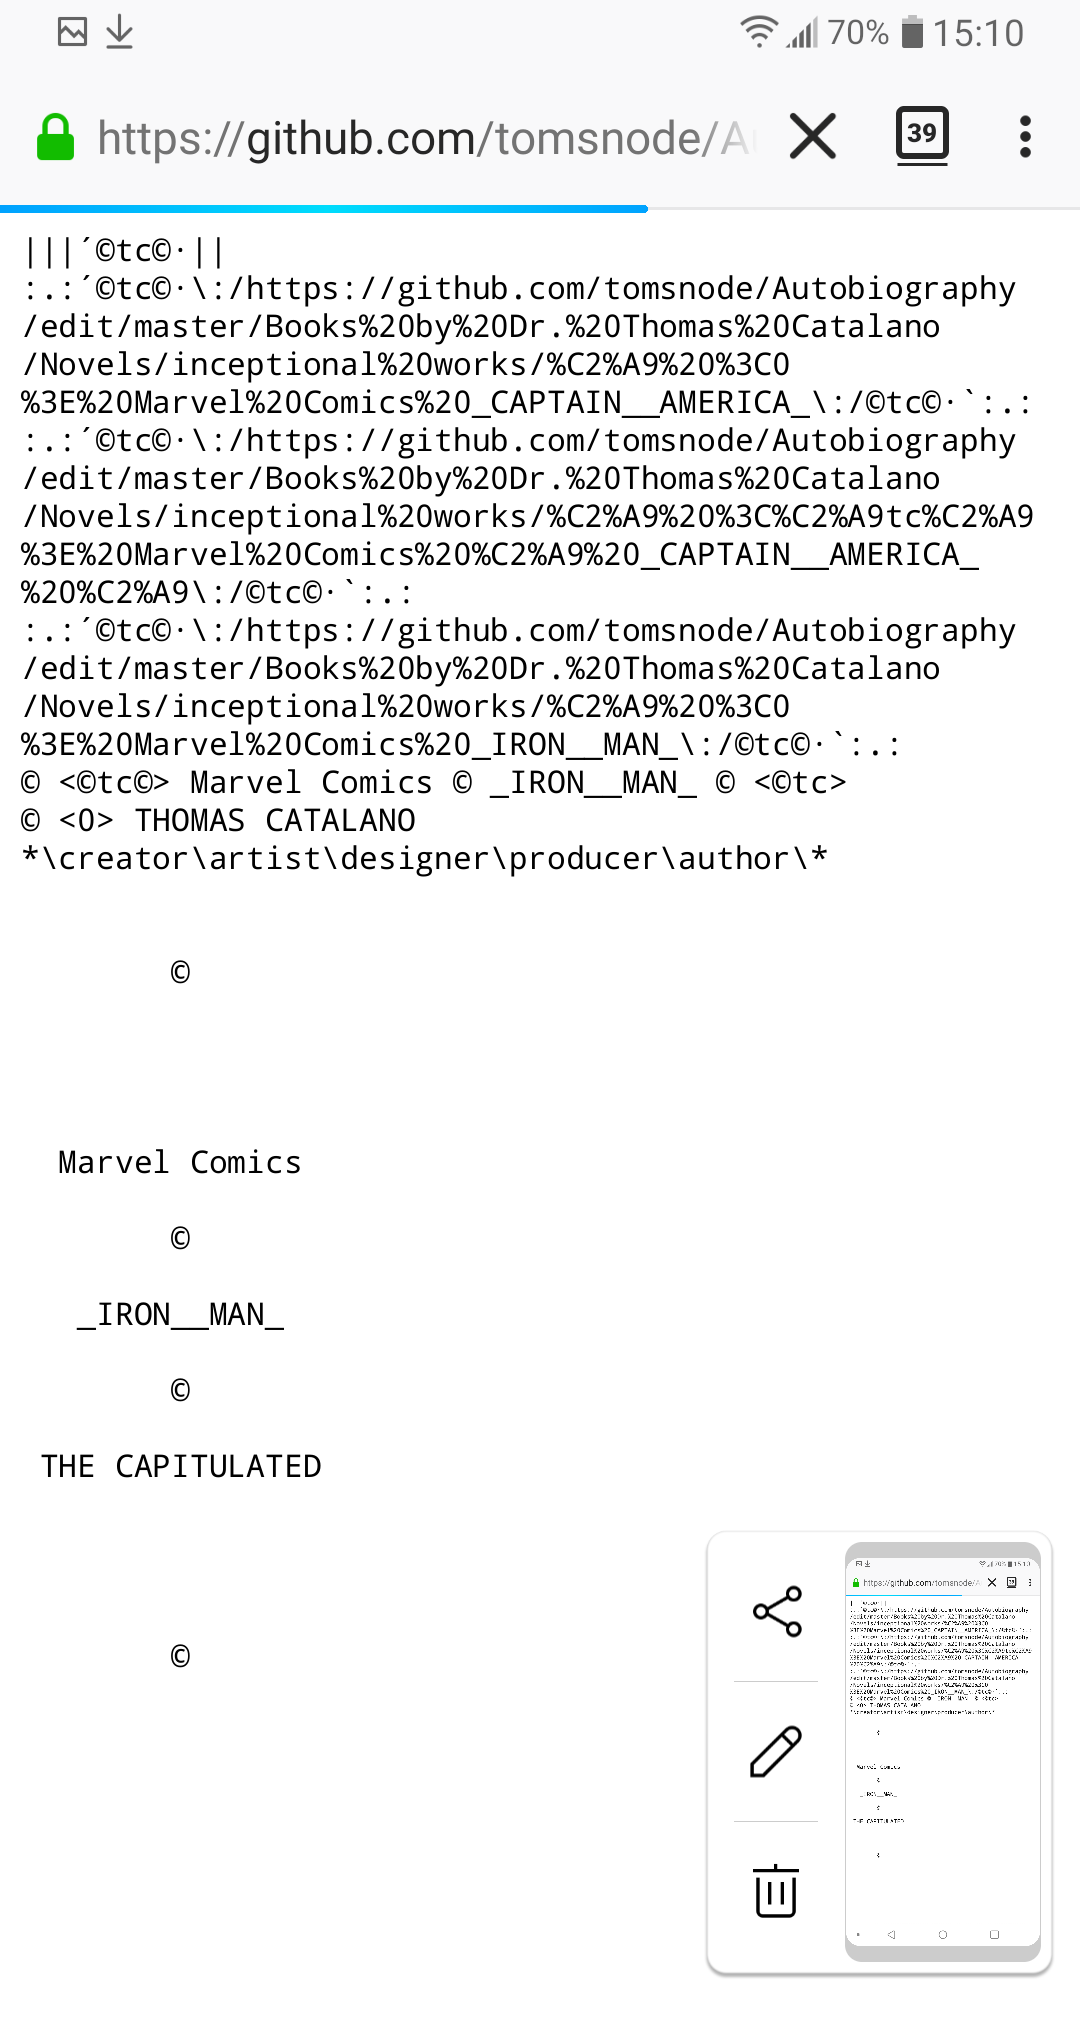 70% 15:10
https://github.com/tomsnode/A
39
|||´©tc©·||
:.:´©tc©·\:/https://github.com/tomsnode/Autobiography
/edit/master/Books%20by%20Dr.%20Thomas%20Catalano
/Novels/inceptional%20works/%C2%A9%20%3C0
%3E%20Marvel%20Comics%20_CAPTAIN__AMERICA_\:/©tc©·`:.:
:.:´©tc©·\:/https://github.com/tomsnode/Autobiography
/edit/master/Books%20by%20Dr.%20Thomas%20Catalano
/Novels/inceptional%20works/%C2%A9%20%3C%C2%A9tc%C2%A9
%3E%20Marvel%20Comics%20%C2%A9%20_CAPTAIN__AMERICA_
%20%C2%A9\:/©tc©·`:.:
:.:´©tc©·\:/https://github.com/tomsnode/Autobiography
/edit/master/Books%20by%20Dr.%20Thomas%20Catalano
/Novels/inceptional%20works/%C2%A9%20%3C0
%3E%20Marvel%20Comics%20_IRON__MAN_\:/©tc©·`:.:
© <©tc©> Marvel Comics © _IRON__MAN_ © <©tc>
© <0> THOMAS CATALANO
*\creator\artist\designer\producer\author\*
©
Marvel Comics
©
_IRON__MAN_
©
THE CAPITULATED
©